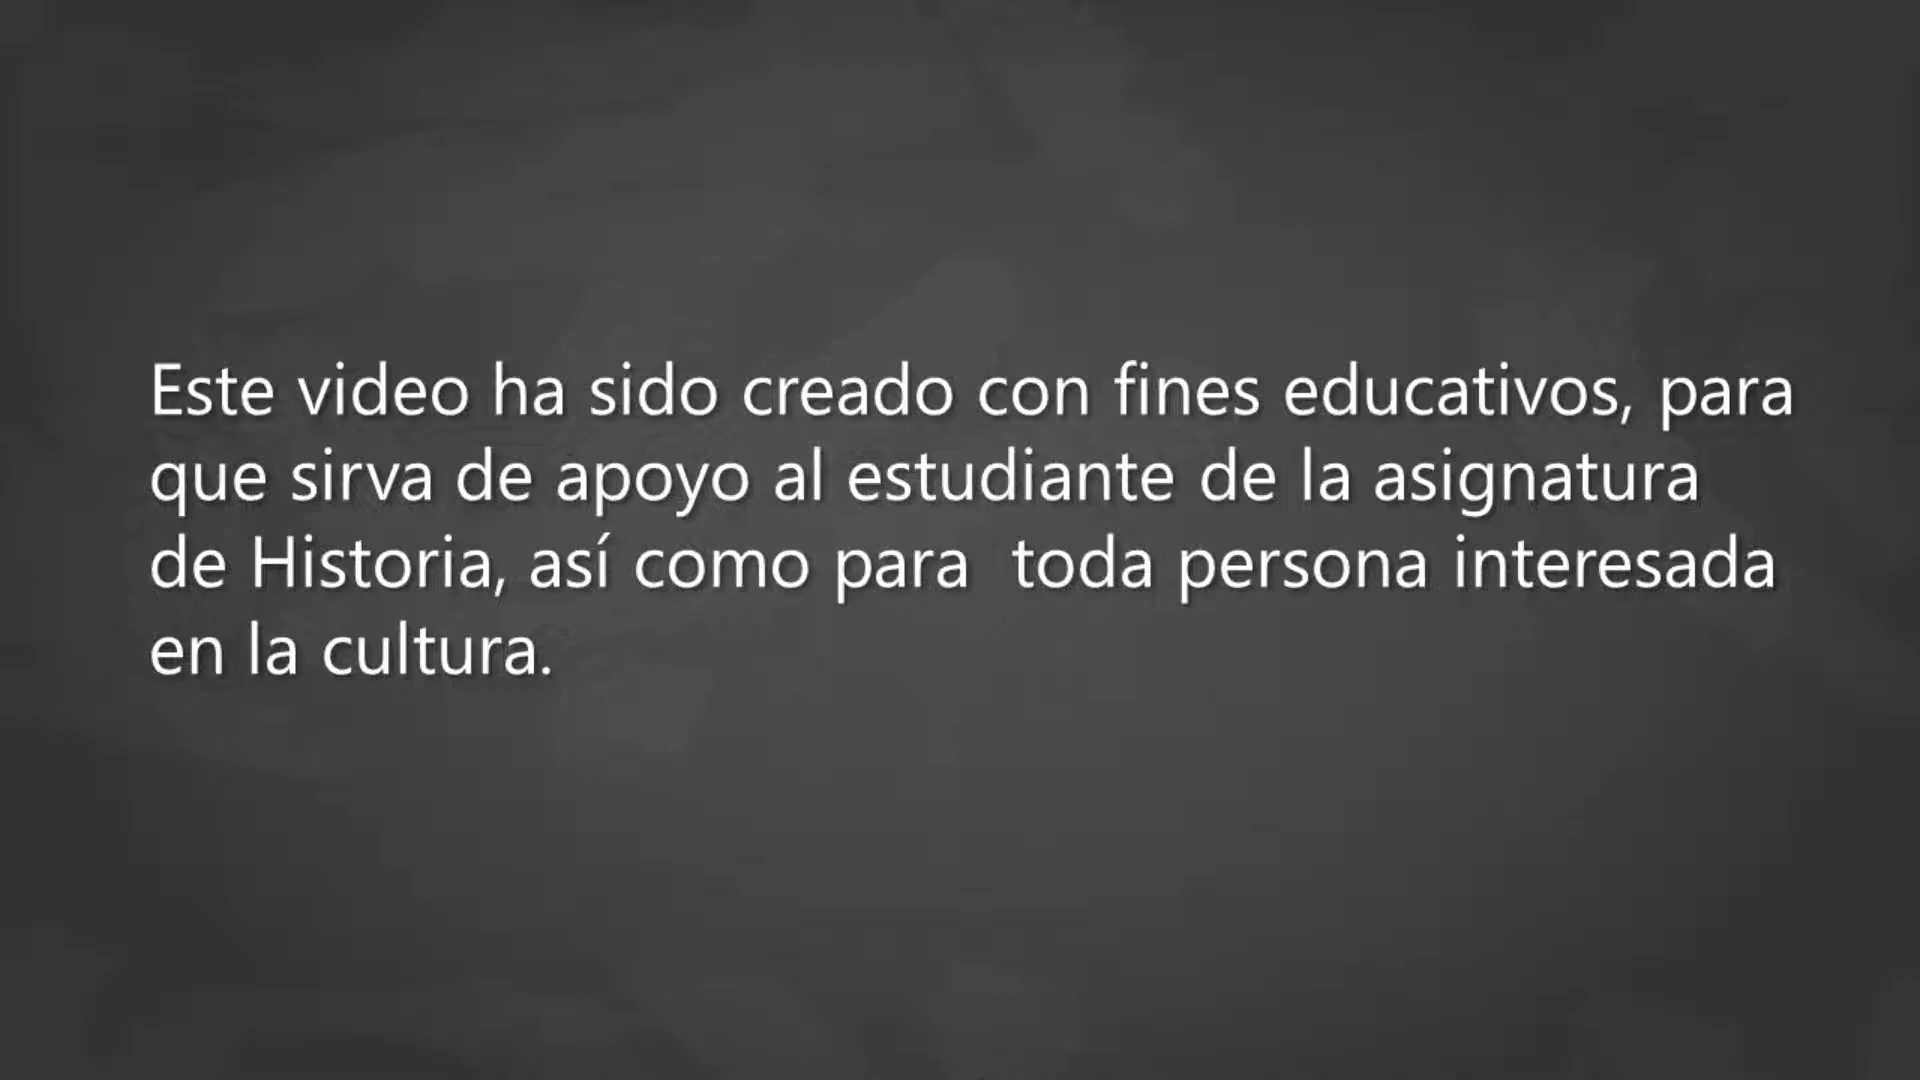 Este video ha sido creado con fines educativos, para
que sirva de apoyo al estudiante de la asignatura
de Historia, así como para  toda persona interesada
en la cultura.